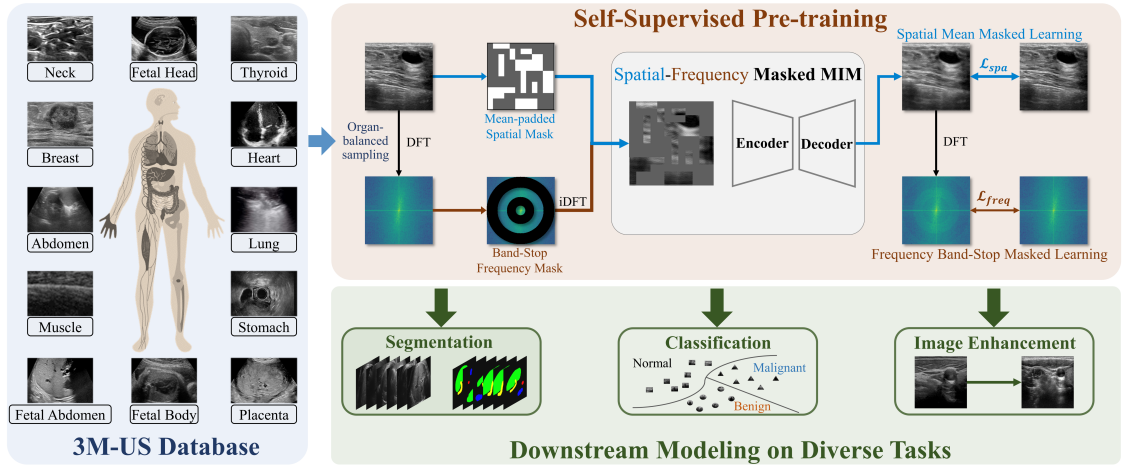 Neck
Fetal Head
Thyroid
Breast
Heart
Abdomen
Lung
Muscle
Stomach
Fetal Abdomen
Fetal Body
Placenta
3M-US Database
Self-Supervised Pre-training
Organ-
balanced
sampling
DFT
Mean-padded
Spatial Mask
iDFT
Band-Stop
Frequency Mask
Spatial-Frequency Masked MIM
Encoder
Decoder
Spatial Mean Masked Learning
ℒspa
DFT
ℒfreq
Frequency Band-Stop Masked Learning
Segmentation
Classification
Normal
Malignant
Benign
Image Enhancement
Downstream Modeling on Diverse Tasks